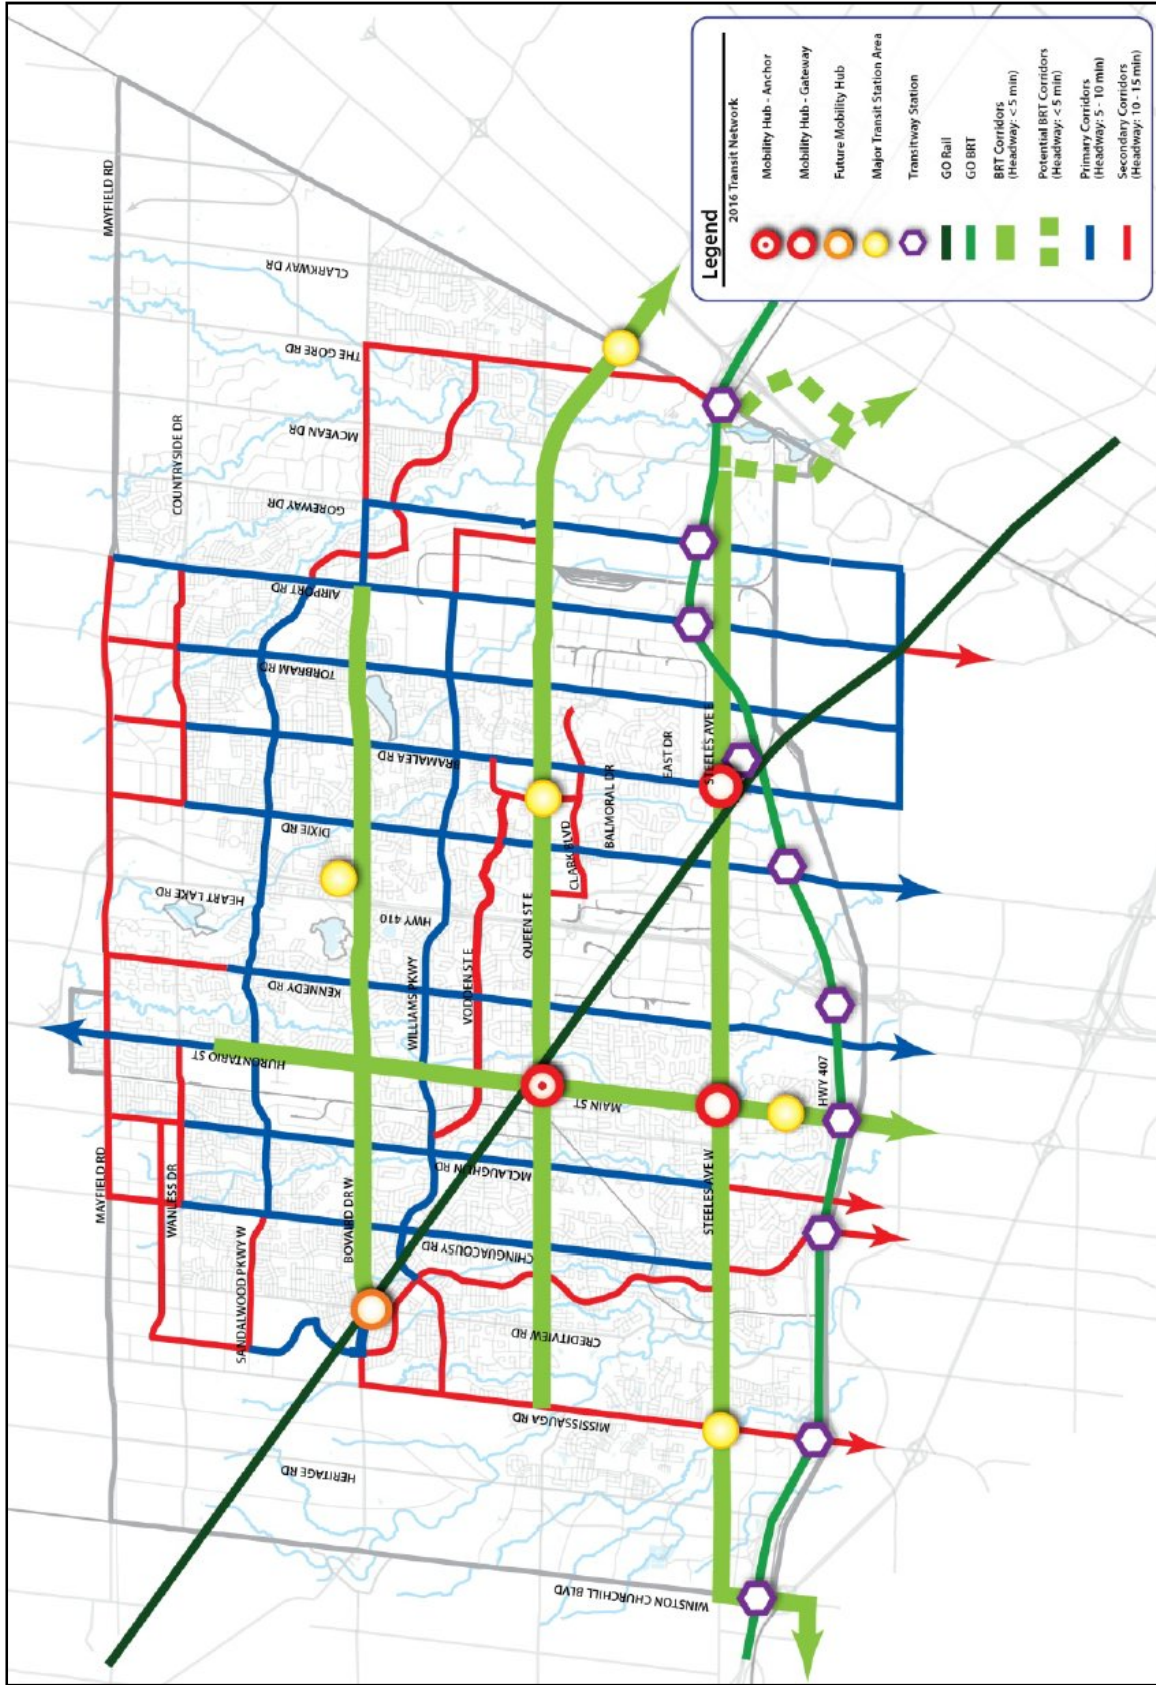 Legend
2016 Transit Network
Mobility Hub - Anchor
Mobility Hub - Gateway
Future Mobility Hub
Major Transit Station Area
Transitway Station
GO Rail
GO BRT
BRT Corridors
(Headway: < 5 min)
Potential BRT Corridors
(Headway: < 5 min)
Primary Corridors
(Headway: 5 - 10 min)
Secondary Corridors
(Headway: 10 - 15 min)
MAYFIELD RD
MAYFIELD RD
COUNTRYSIDE DR
WANLESS DR
SANDALWOOD PKWY W
BOVAIRD DR W
WILLIAMS PKWY
VODDEN ST E
QUEEN ST E
CLARK BLVD
BALMORAL DR
EAST DR
STEELES AVE E
STEELES AVE W
HWY 407
WINSTON CHURCHILL BLVD
HERITAGE RD
MISSISSAUGA RD
CREDITVIEW RD
CHINGUACOUSY RD
MCLAUGHLIN RD
MAIN ST
HURONTARIO ST
KENNEDY RD
HWY 410
HEART LAKE RD
DIXIE RD
BRAMALEA RD
TORBRAM RD
AIRPORT RD
GOREWAY DR
MCVEAN DR
THE GORE RD
CLARKWAY DR